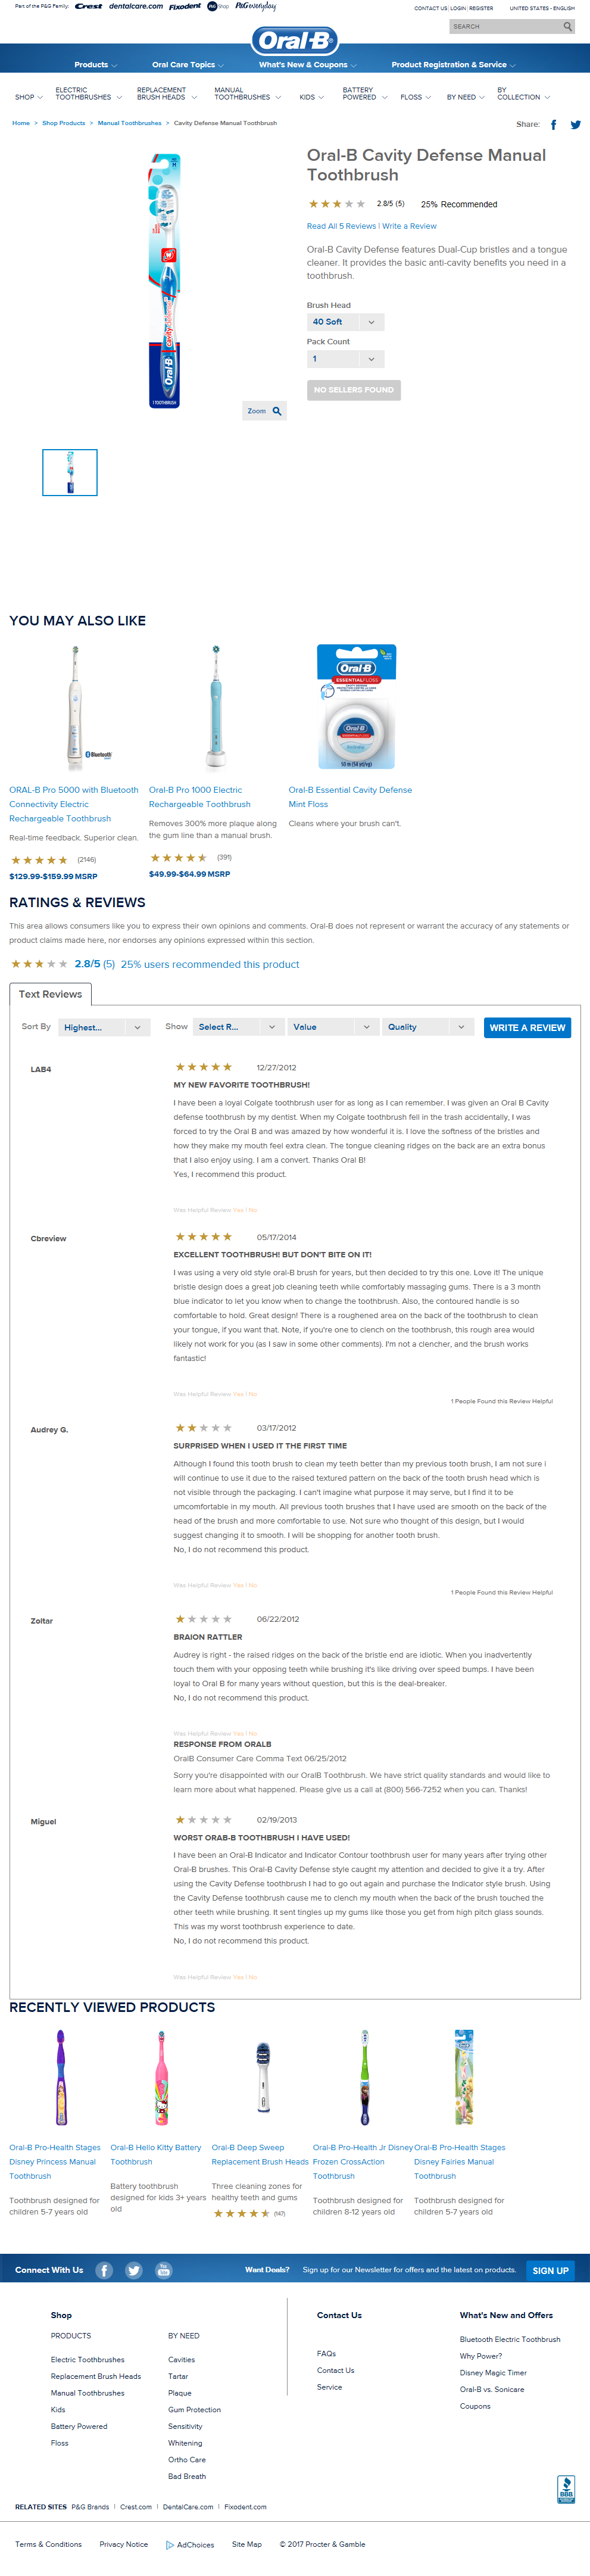 Part of the P&G Family: Crest dentalcare.com Fixodent P&G Shop P&G everyday
CONTACT US | LOGIN | REGISTER UNITED STATES - ENGLISH
SEARCH
Oral-B
Products Oral Care Topics What's New & Coupons Product Registration & Service
SHOP ELECTRIC TOOTHBRUSHES REPLACEMENT BRUSH HEADS MANUAL TOOTHBRUSHES KIDS BATTERY POWERED FLOSS BY NEED BY COLLECTION
Home > Shop Products > Manual Toothbrushes > Cavity Defense Manual Toothbrush
Share:
Oral-B Cavity Defense Manual
Toothbrush
2.8/5 (5) 25% Recommended
Read All 5 Reviews | Write a Review
Oral-B Cavity Defense features Dual-Cup bristles and a tongue
cleaner. It provides the basic anti-cavity benefits you need in a
toothbrush.
Brush Head
40 Soft
Pack Count
1
NO SELLERS FOUND
cavitydefense
Oral-B
1 TOOTHBRUSH
Zoom
YOU MAY ALSO LIKE
Bluetooth
Oral-B
ESSENTIALFLOSS
Oral-B
ESSENTIALFLOSS
50 m (54 yd/vg)
ORAL-B Pro 5000 with Bluetooth
Connectivity Electric
Rechargeable Toothbrush
Real-time feedback. Superior clean.
(2146)
$129.99-$159.99 MSRP
Oral-B Pro 1000 Electric
Rechargeable Toothbrush
Removes 300% more plaque along
the gum line than a manual brush.
(391)
$49.99-$64.99 MSRP
Oral-B Essential Cavity Defense
Mint Floss
Cleans where your brush can't.
RATINGS & REVIEWS
This area allows consumers like you to express their own opinions and comments. Oral-B does not represent or warrant the accuracy of any statements or
product claims made here, nor endorses any opinions expressed within this section.
2.8/5 (5) 25% users recommended this product
Text Reviews
Sort By Highest... Show Select R... Value Quality WRITE A REVIEW
LAB4 12/27/2012
MY NEW FAVORITE TOOTHBRUSH!
I have been a loyal Colgate toothbrush user for as long as I can remember. I was given an Oral B Cavity
defense toothbrush by my dentist. When my Colgate toothbrush fell in the trash accidentally, I was
forced to try the Oral B and was amazed by how wonderful it is. I love the softness of the bristles and
how they make my mouth feel extra clean. The tongue cleaning ridges on the back are an extra bonus
that I also enjoy using. I am a convert. Thanks Oral B!
Yes, I recommend this product.
Was Helpful Review Yes | No
Cbreview 05/17/2014
EXCELLENT TOOTHBRUSH! BUT DON'T BITE ON IT!
I was using a very old style oral-B brush for years, but then decided to try this one. Love it! The unique
bristle design does a great job cleaning teeth while comfortably massaging gums. There is a 3 month
blue indicator to let you know when to change the toothbrush. Also, the contoured handle is so
comfortable to hold. Great design! There is a roughened area on the back of the toothbrush to clean
your tongue, if you want that. Note, if you're one to clench on the toothbrush, this rough area would
likely not work for you (as I saw in some other comments). I'm not a clencher, and the brush works
fantastic!
Was Helpful Review Yes | No
1 People Found this Review Helpful
Audrey G. 03/17/2012
SURPRISED WHEN I USED IT THE FIRST TIME
Although I found this tooth brush to clean my teeth better than my previous tooth brush, I am not sure i
will continue to use it due to the raised textured pattern on the back of the tooth brush head which is
not visible through the packaging. I can't imagine what purpose it may serve, but I find it to be
umcomfortable in my mouth. All previous tooth brushes that I have used are smooth on the back of the
head of the brush and more comfortable to use. Not sure who thought of this design, but I would
suggest changing it to smooth. I will be shopping for another tooth brush.
No, I do not recommend this product.
Was Helpful Review Yes | No
1 People Found this Review Helpful
Zoltar 06/22/2012
BRAION RATTLER
Audrey is right - the raised ridges on the back of the bristle end are idiotic. When you inadvertently
touch them with your opposing teeth while brushing it's like driving over speed bumps. I have been
loyal to Oral B for many years without question, but this is the deal-breaker.
No, I do not recommend this product.
Was Helpful Review Yes | No
RESPONSE FROM ORALB
OralB Consumer Care Comma Text 06/25/2012
Sorry you're disappointed with our OralB Toothbrush. We have strict quality standards and would like to
learn more about what happened. Please give us a call at (800) 566-7252 when you can. Thanks!
Miguel 02/19/2013
WORST ORAB-B TOOTHBRUSH I HAVE USED!
I have been an Oral-B Indicator and Indicator Contour toothbrush user for many years after trying other
Oral-B brushes. This Oral-B Cavity Defense style caught my attention and decided to give it a try. After
using the Cavity Defense toothbrush I had to go out again and purchase the Indicator style brush. Using
the Cavity Defense toothbrush cause me to clench my mouth when the back of the brush touched the
other teeth while brushing. It sent tingles up my gums like those you get from high pitch glass sounds.
This was my worst toothbrush experience to date.
No, I do not recommend this product.
Was Helpful Review Yes | No
RECENTLY VIEWED PRODUCTS
Oral-B Pro-Health Stages
Disney Princess Manual
Toothbrush
Toothbrush designed for
children 5-7 years old
Oral-B Hello Kitty Battery
Toothbrush
Battery toothbrush
designed for kids 3+ years
old
Oral-B Deep Sweep
Replacement Brush Heads
Three cleaning zones for
healthy teeth and gums
(147)
Oral-B Pro-Health Jr Disney
Frozen CrossAction
Toothbrush
Toothbrush designed for
children 8-12 years old
Oral-B Pro-Health Stages
Disney Fairies Manual
Toothbrush
Toothbrush designed for
children 5-7 years old
Connect With Us You Tube Want Deals? Sign up for our Newsletter for offers and the latest on products. SIGN UP
Shop
PRODUCTS
Electric Toothbrushes
Replacement Brush Heads
Manual Toothbrushes
Kids
Battery Powered
Floss
BY NEED
Cavities
Tartar
Plaque
Gum Protection
Sensitivity
Whitening
Ortho Care
Bad Breath
Contact Us
FAQs
Contact Us
Service
What's New and Offers
Bluetooth Electric Toothbrush
Why Power?
Disney Magic Timer
Oral-B vs. Sonicare
Coupons
BBB
RELATED SITES P&G Brands | Crest.com | DentalCare.com | Fixodent.com
Terms & Conditions Privacy Notice AdChoices Site Map © 2017 Procter & Gamble